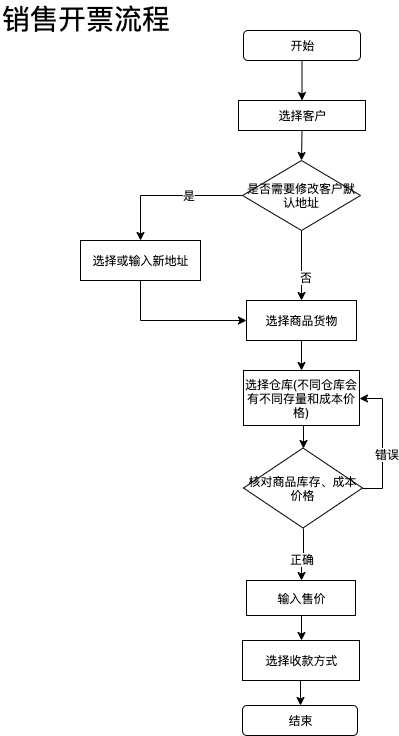 销售开票流程
开始
选择客户
是否需要修改客户默
认地址
是
选择或输入新地址
否
选择商品货物
选择仓库(不同仓库会
有不同存量和成本价
格)
错误
核对商品库存、成本
价格
正确
输入售价
选择收款方式
结束